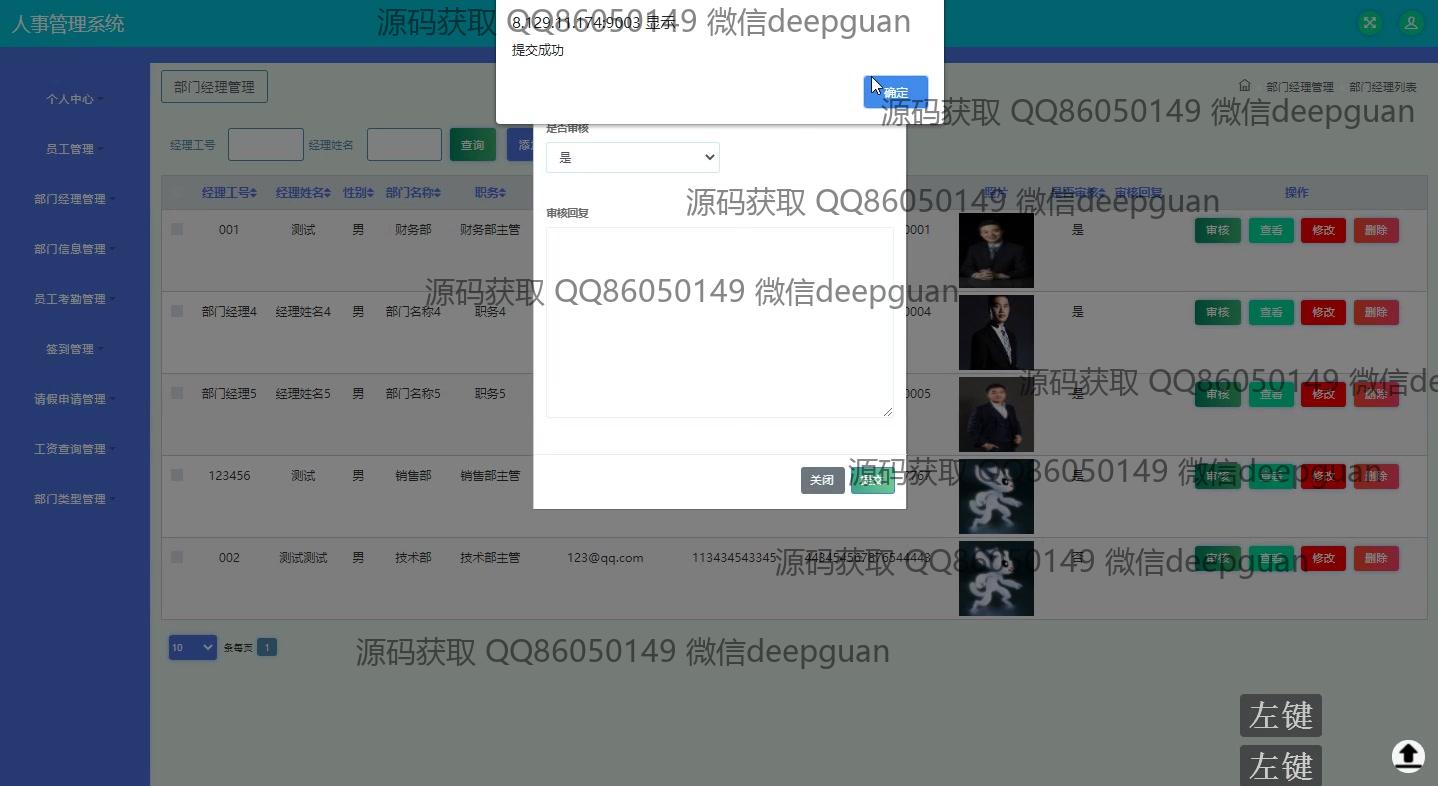 人事管理系统
源码获取 QQ86050149 微信deepguan
8.129.11.174:9003 显示
提交成功
确定
个人中心
员工管理
部门经理管理
部门信息管理
员工考勤管理
签到管理
请假申请管理
工资查询管理
部门类型管理
部门经理管理
部门经理管理 部门经理列表
源码获取 QQ86050149 微信deepguan
经理工号 经理姓名 查询
是否审核
是
审核回复
关闭 提交
源码获取 QQ86050149 微信deepguan
经理工号 经理姓名 性别 部门名称 职务 照片 是否审核 审核回复 操作
001 测试 男 财务部 财务部主管 0001 是 审核 查看 修改 删除
源码获取 QQ86050149 微信deepguan
部门经理4 经理姓名4 男 部门名称4 职务4 0004 是 审核 查看 修改 删除
源码获取 QQ86050149 微信de
部门经理5 经理姓名5 男 部门名称5 职务5 0005 是 审核 查看 修改 删除
源码获取 QQ86050149 微信deepguan
123456 测试 男 销售部 销售部主管 是 审核 查看 修改 删除
源码获取 QQ86050149 微信deepguan
002 测试测试 男 技术部 技术部主管 123@qq.com 113434543345 否 审核 查看 修改 删除
10 条每页 1
源码获取 QQ86050149 微信deepguan
左键
左键